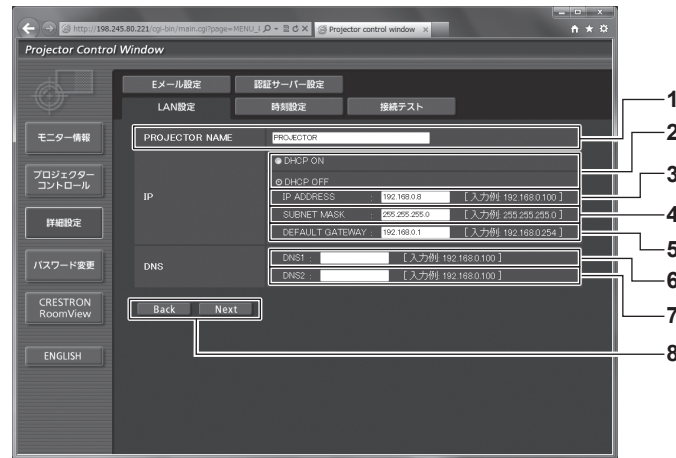 http://198.245.80.221/cgi-bin/main.cgi?page=MENU_I
Projector control window
Projector Control Window
Eメール設定
認証サーバー設定
LAN設定
時刻設定
接続テスト
1
モニター情報
PROJECTOR NAME
PROJECTOR
2
DHCP ON
プロジェクター
コントロール
DHCP OFF
3
IP
IP ADDRESS : 192.168.0.8 [ 入力例: 192.168.0.100 ]
詳細設定
SUBNET MASK : 255.255.255.0 [ 入力例: 255.255.255.0 ]
4
DEFAULT GATEWAY : 192.168.0.1 [ 入力例: 192.168.0.254 ]
5
パスワード変更
DNS
DNS1 : [ 入力例: 192.168.0.100 ]
6
DNS2 : [ 入力例: 192.168.0.100 ]
CRESTRON
RoomView
Back
Next
7
8
ENGLISH